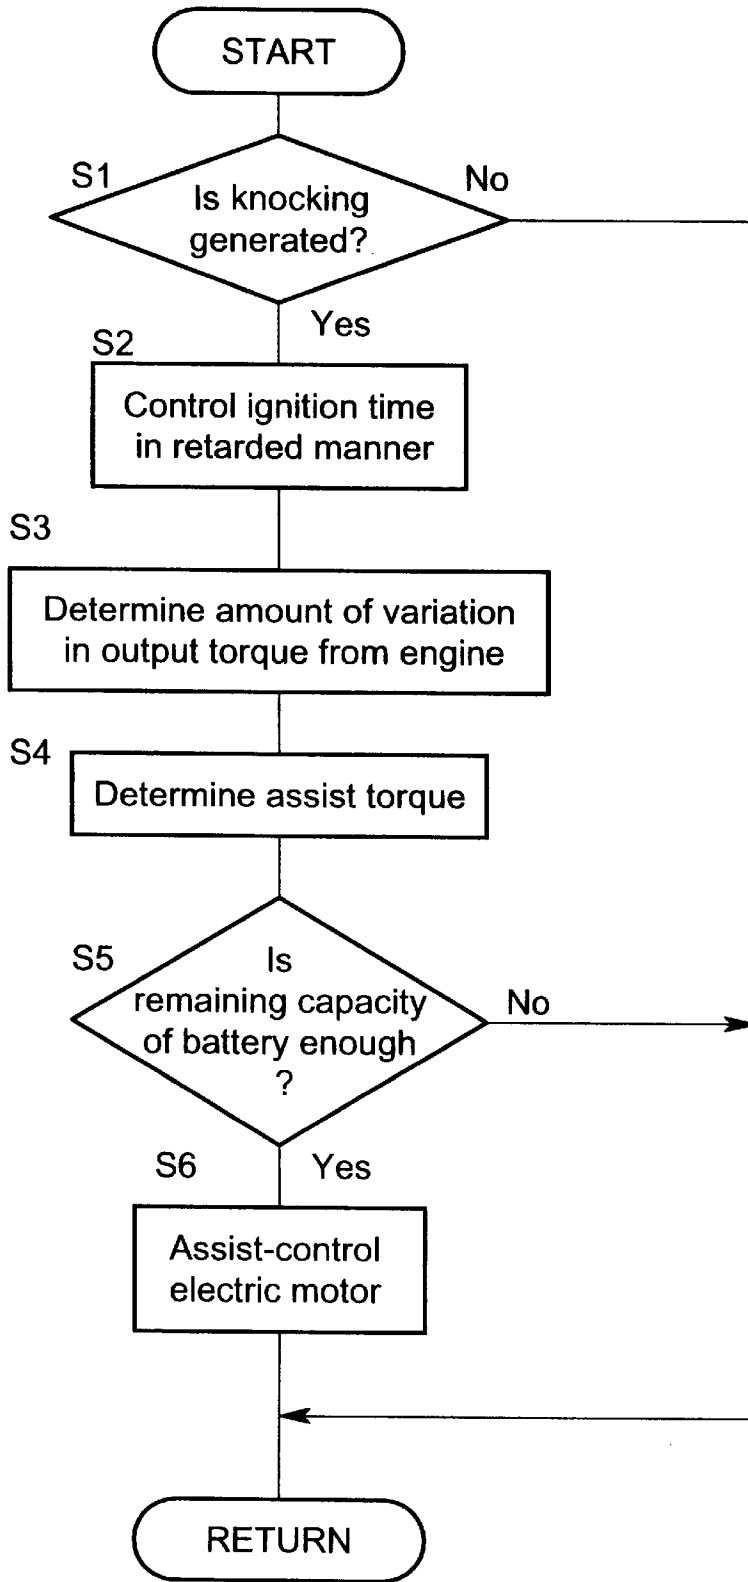 START
S1
No
Is knocking
generated?
Yes
S2
Control ignition time
in retarded manner
S3
Determine amount of variation
in output torque from engine
S4
Determine assist torque
S5
Is
remaining capacity
of battery enough
?
No
S6
Yes
Assist-control
electric motor
RETURN